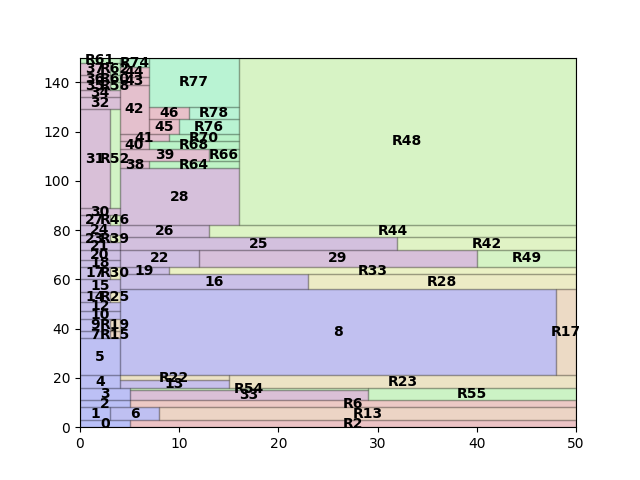 R61 R74
140 37 R62 44
36 R60 43 R77
35 R58
34
32
120 42 46 R78
45 R76
41 R70 R48
40 R68
31 R52 39 R66
38 R64
100
28
30
27 R46
80 24 26 R44
23 R39
21 25 R42
20 22 29 R49
18
60 17 R30 19 R33
15 16 R28
14 R25
12
10
40 9 R19
7 R15 8 R17
5
20 4 R22 R23
13
3 R54 33 R55
2 R6
1 6 R13
0 0 R2
0 10 20 30 40 50